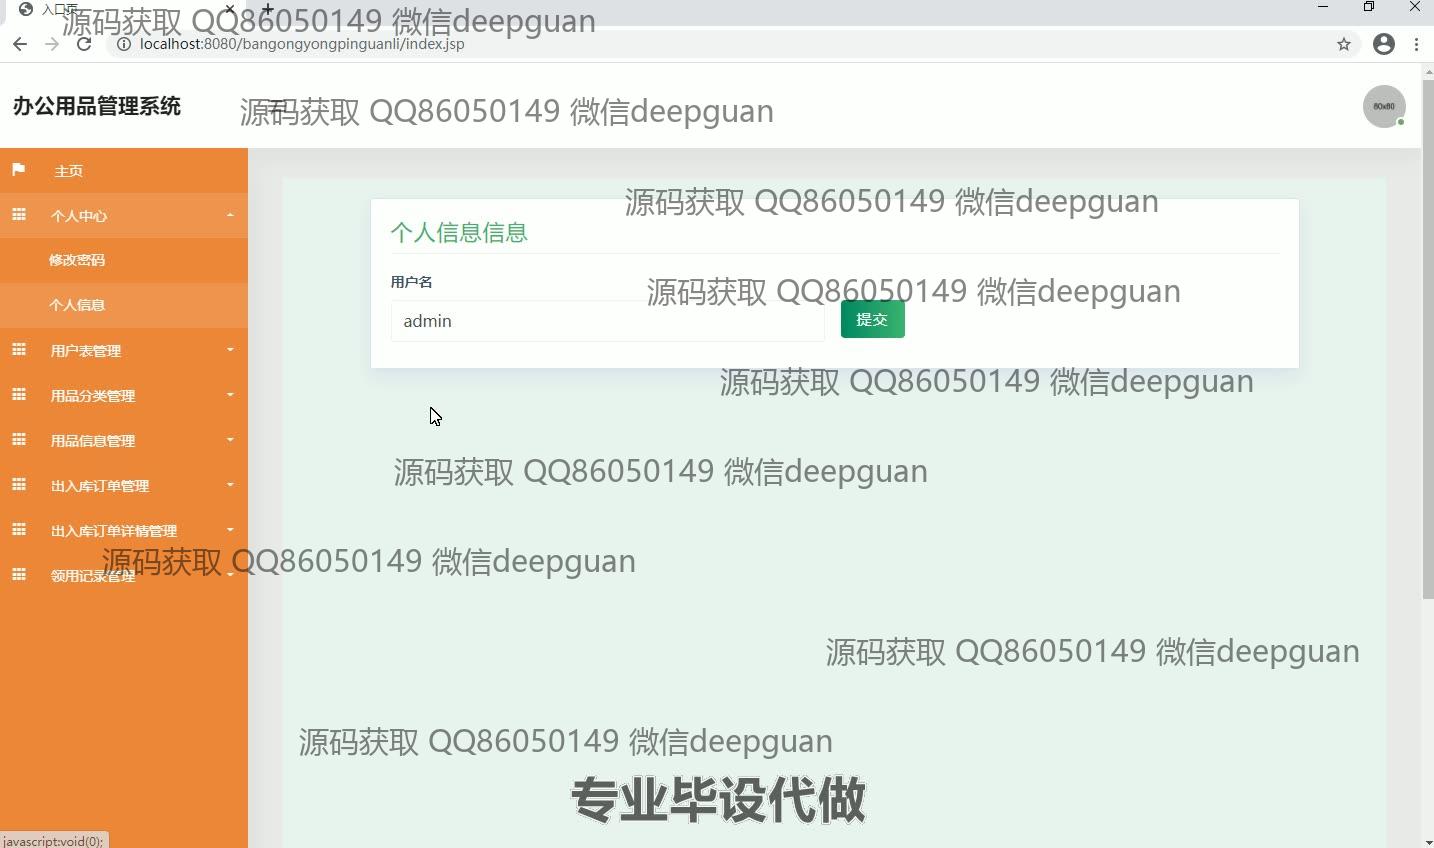 入口页
源码获取 QQ86050149 微信deepguan
localhost:8080/bangongyongpinguanli/index.jsp
办公用品管理系统
源码获取 QQ86050149 微信deepguan
80x80
主页
个人中心
源码获取 QQ86050149 微信deepguan
个人信息信息
修改密码
用户名
源码获取 QQ86050149 微信deepguan
个人信息
admin
提交
用户表管理
源码获取 QQ86050149 微信deepguan
用品分类管理
用品信息管理
源码获取 QQ86050149 微信deepguan
出入库订单管理
出入库订单详情管理
源码获取 QQ86050149 微信deepguan
领用记录管理
源码获取 QQ86050149 微信deepguan
源码获取 QQ86050149 微信deepguan
专业毕设代做
javascript:void(0);